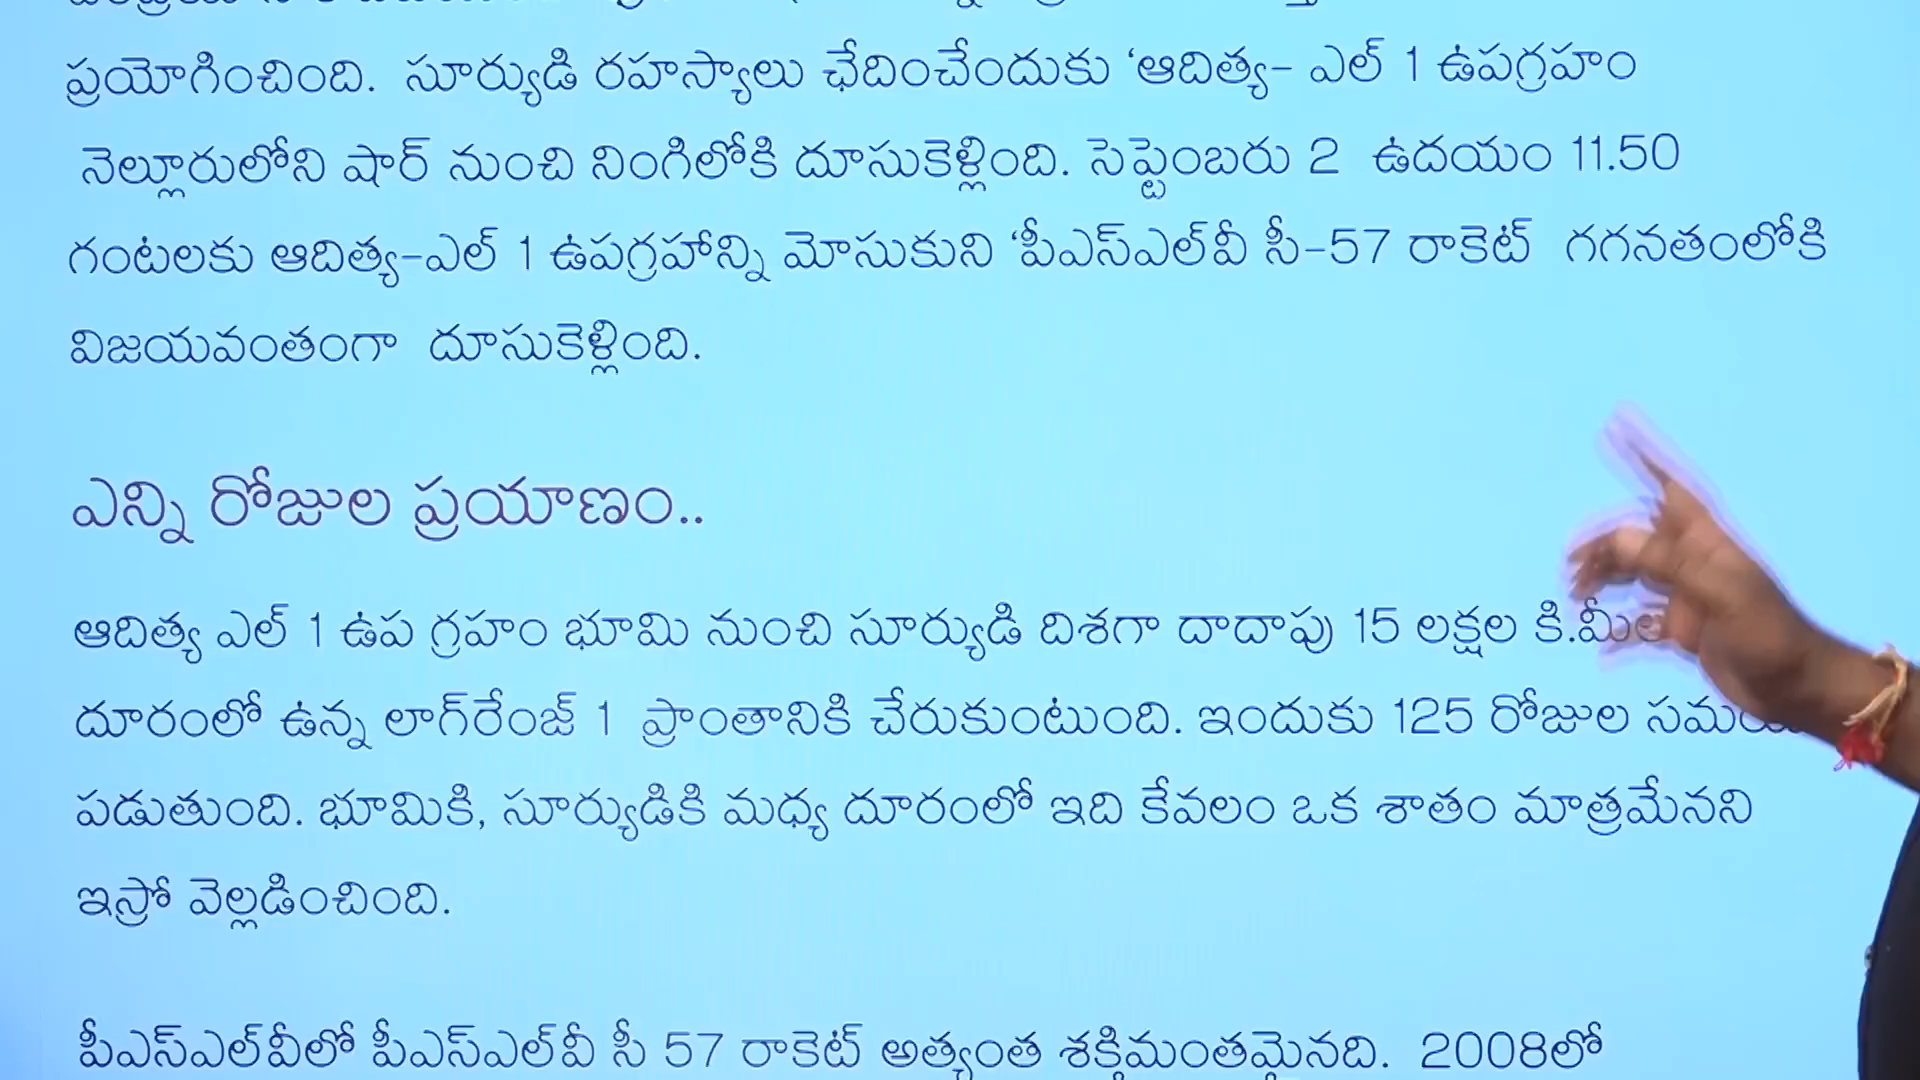 ప్రయోగించింది. సూర్యుడి రహస్యాలు ఛేదించేందుకు ‘ఆదిత్య- ఎల్ 1 ఉపగ్రహం
నెల్లూరులోని షార్ నుంచి నింగిలోకి దూసుకెళ్లింది. సెప్టెంబరు 2 ఉదయం 11.50
గంటలకు ఆదిత్య-ఎల్ 1 ఉపగ్రహాన్ని మోసుకుని ‘పీఎస్ఎల్‌వీ సీ-57 రాకెట్ గగనతంలోకి
విజయవంతంగా దూసుకెళ్లింది.
ఎన్ని రోజుల ప్రయాణం..
ఆదిత్య ఎల్ 1 ఉప గ్రహం భూమి నుంచి సూర్యుడి దిశగా దాదాపు 15 లక్షల
దూరంలో ఉన్న లాగ్‌రేంజ్ 1 ప్రాంతానికి చేరుకుంటుంది. ఇందుకు 125 రోజుల
పడుతుంది. భూమికి, సూర్యుడికి మధ్య దూరంలో ఇది కేవలం ఒక శాతం మాత్రమేనని
ఇస్రో వెల్లడించింది.
పీఎస్ఎల్‌వీలో పీఎస్ఎల్‌వీ సీ 57 రాకెట్ అత్యంత శక్తిమంతమైనది. 2008లో